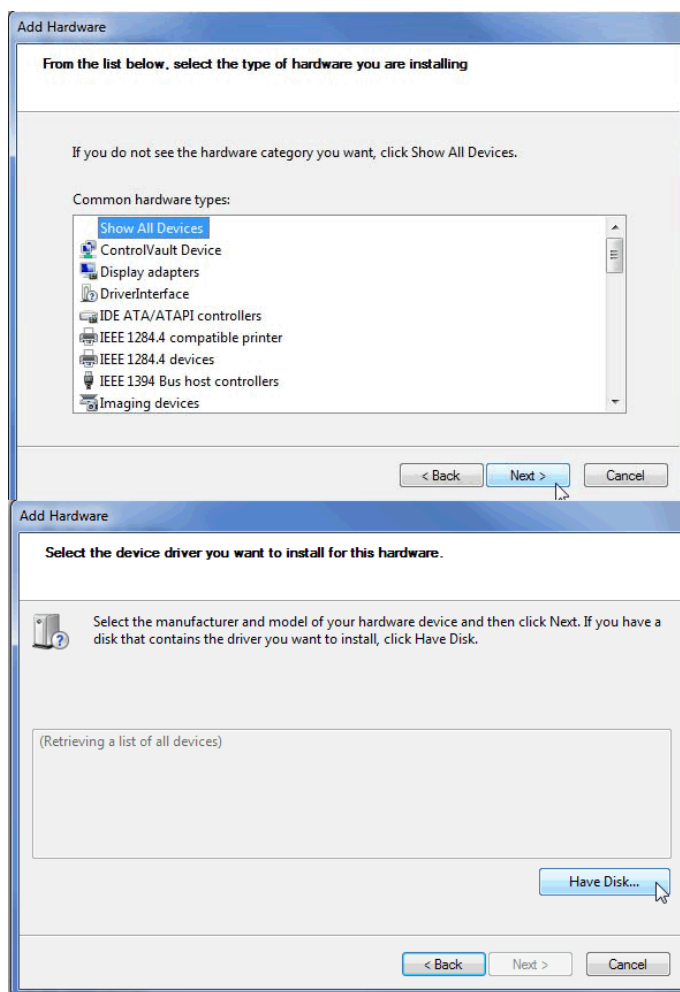 Add Hardware
From the list below, select the type of hardware you are installing
If you do not see the hardware category you want, click Show All Devices.
Common hardware types:
Show All Devices
ControlVault Device
Display adapters
DriverInterface
IDE ATA/ATAPI controllers
IEEE 1284.4 compatible printer
IEEE 1284.4 devices
IEEE 1394 Bus host controllers
Imaging devices
< Back Next > Cancel
Add Hardware
Select the device driver you want to install for this hardware.
Select the manufacturer and model of your hardware device and then click Next. If you have a
disk that contains the driver you want to install, click Have Disk.
(Retrieving a list of all devices)
Have Disk...
< Back Next > Cancel